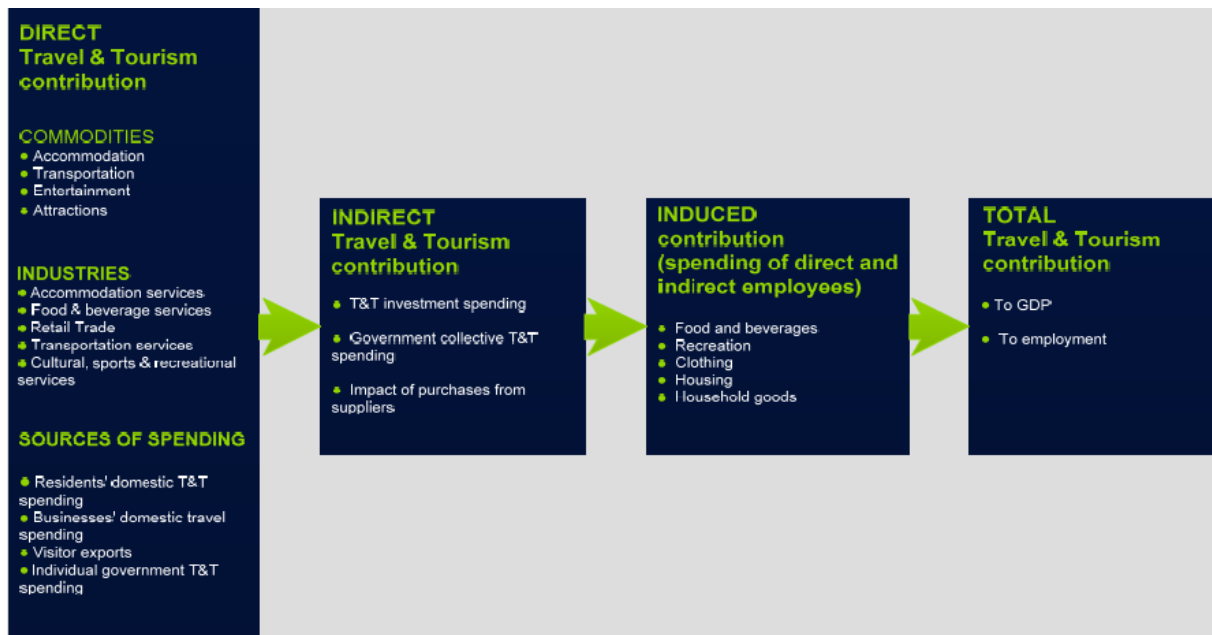 DIRECT
Travel & Tourism
contribution
COMMODITIES
• Accommodation
• Transportation
• Entertainment
• Attractions
INDUSTRIES
• Accommodation services
• Food & beverage services
• Retail Trade
• Transportation services
• Cultural, sports & recreational
services
SOURCES OF SPENDING
• Residents' domestic T&T
spending
• Businesses' domestic travel
spending
• Visitor exports
• Individual government T&T
spending
INDIRECT
Travel & Tourism
contribution
• T&T investment spending
• Government collective T&T
spending
• Impact of purchases from
suppliers
INDUCED
contribution
(spending of direct and
indirect employees)
• Food and beverages
• Recreation
• Clothing
• Housing
• Household goods
TOTAL
Travel & Tourism
contribution
• To GDP
• To employment